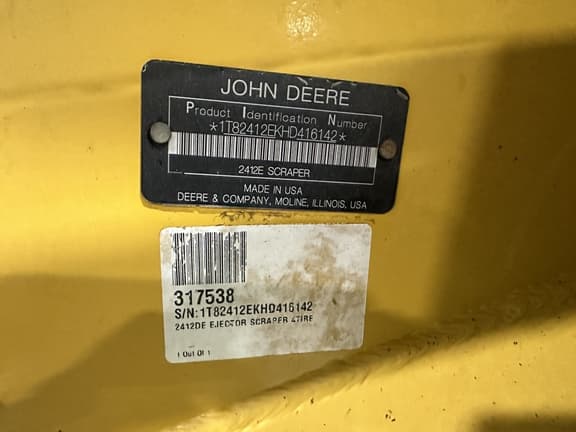 JOHN DEERE
Product Identification Number
*1T82412EKHD416142*
2412E SCRAPER
MADE IN USA
DEERE & COMPANY, MOLINE, ILLINOIS, USA
317538
S/N:1T82412EKHD416142
2412DE EJECTOR SCRAPER 4TIRE
1 Out Of 1